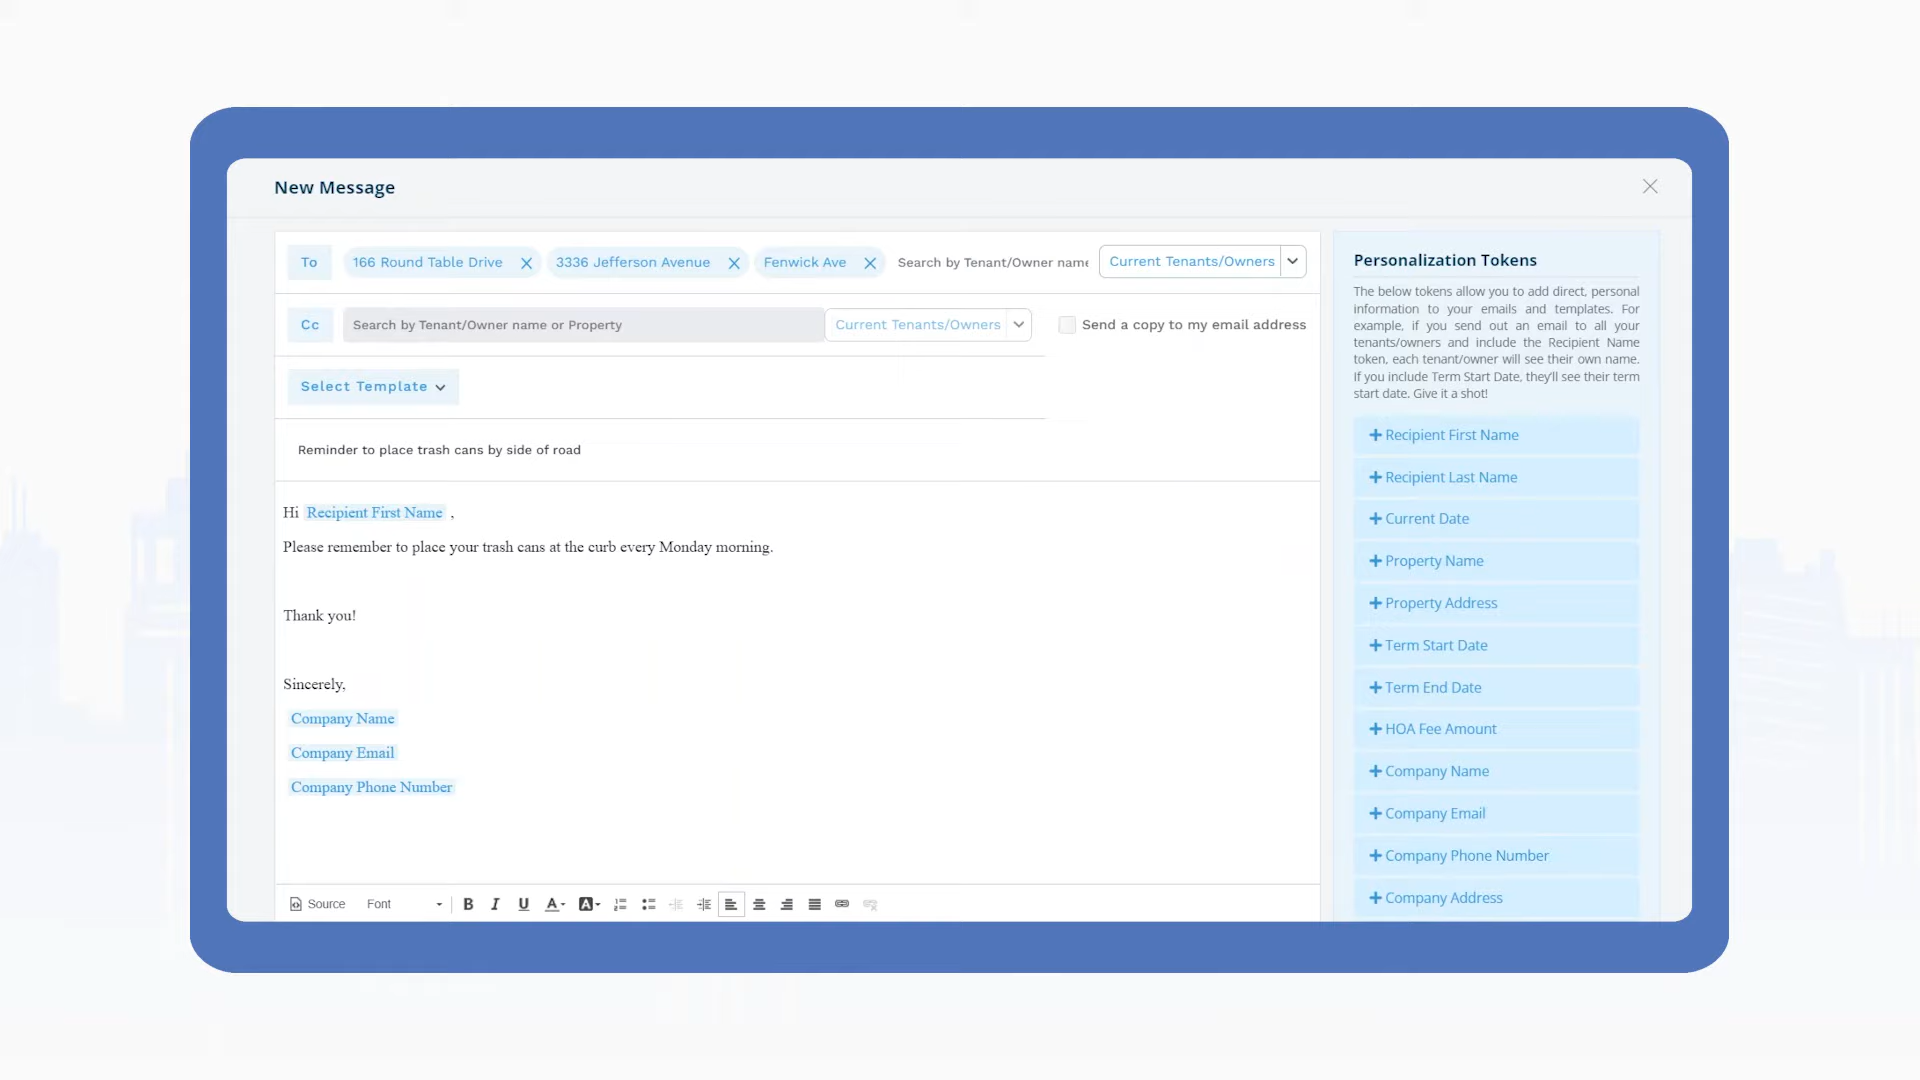 New Message
To 166 Round Table Drive 3336 Jefferson Avenue Fenwick Ave Search by Tenant/Owner name Current Tenants/Owners
Cc Search by Tenant/Owner name or Property Current Tenants/Owners Send a copy to my email address
Select Template
Reminder to place trash cans by side of road
Hi Recipient First Name ,
Please remember to place your trash cans at the curb every Monday morning.
Thank you!
Sincerely,
Company Name
Company Email
Company Phone Number
Source Font B I U A A
Personalization Tokens
The below tokens allow you to add direct, personal
information to your emails and templates. For
example, if you send out an email to all your
tenants/owners and include the Recipient Name
token, each tenant/owner will see their own name.
If you include Term Start Date, they'll see their term
start date. Give it a shot!
+ Recipient First Name
+ Recipient Last Name
+ Current Date
+ Property Name
+ Property Address
+ Term Start Date
+ Term End Date
+ HOA Fee Amount
+ Company Name
+ Company Email
+ Company Phone Number
+ Company Address